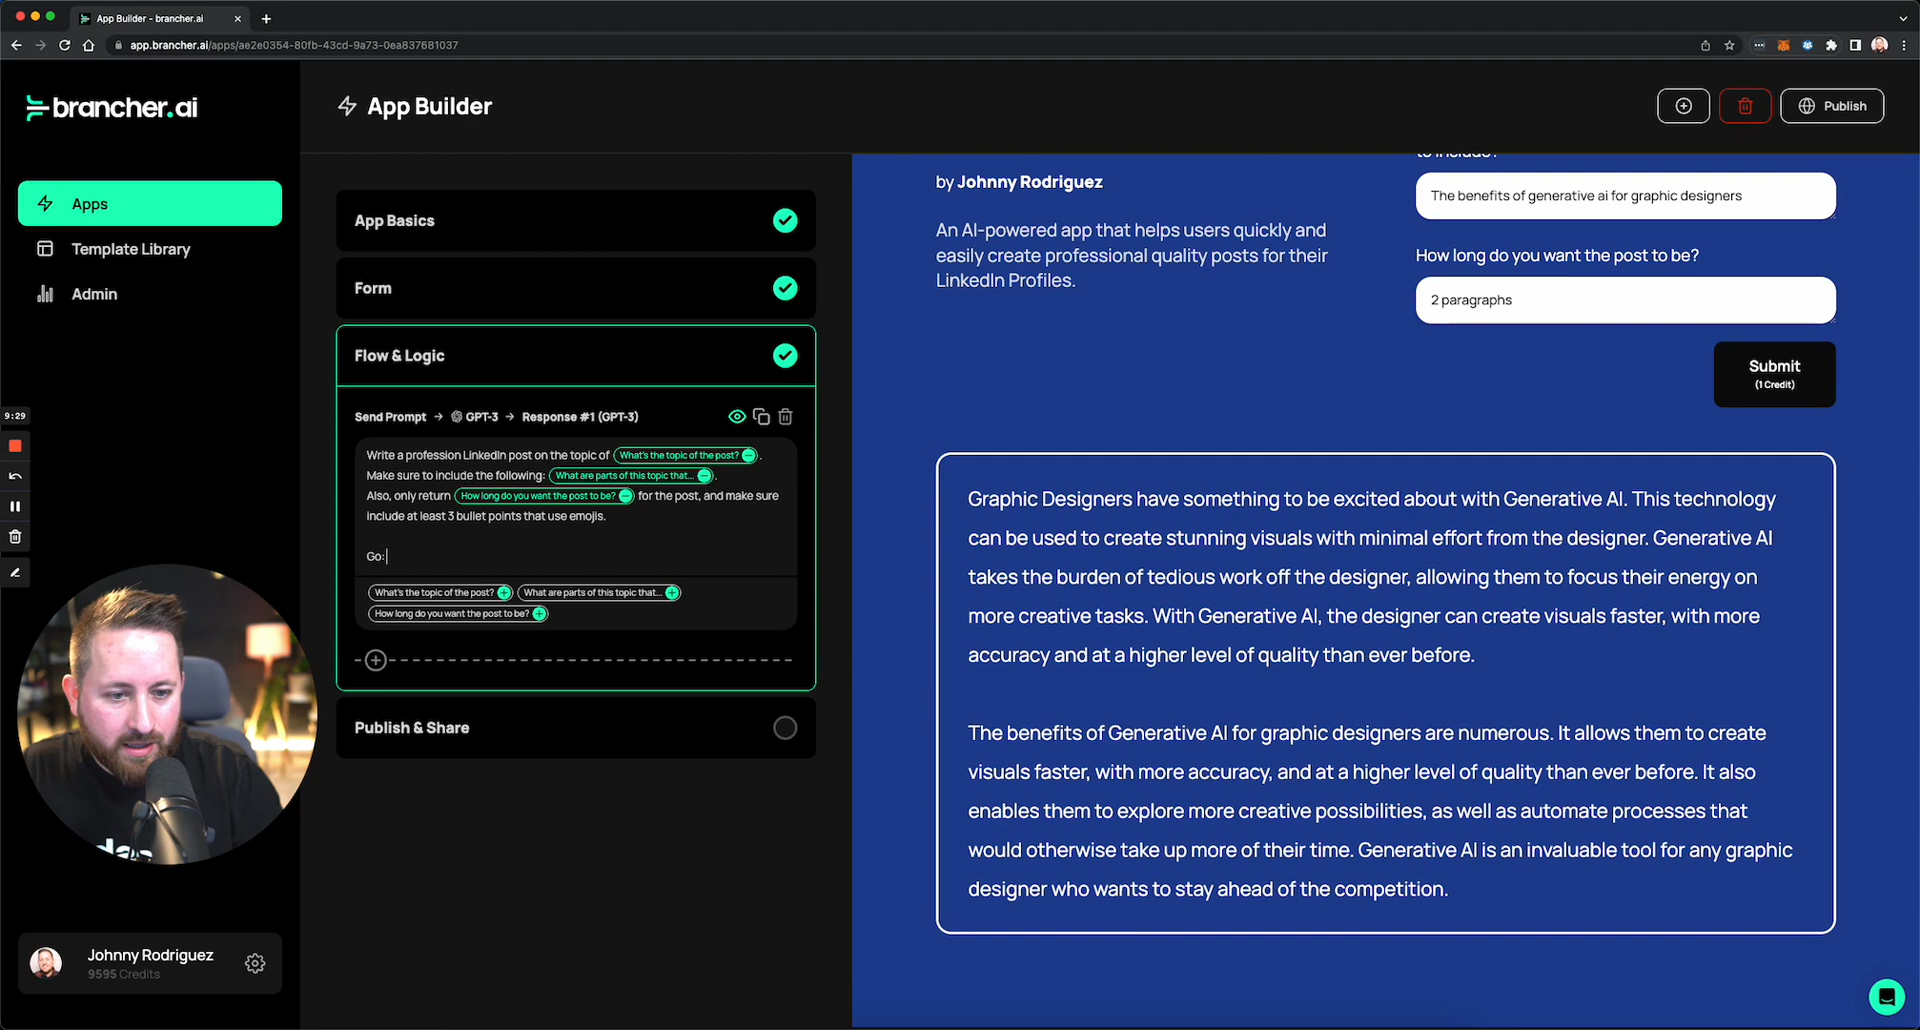 App Builder - brancher.ai
app.brancher.ai/apps/ae2e0354-80fb-43cd-9a73-0ea837681037
brancher.ai
App Builder
Publish
Apps
Template Library
Admin
9:29
Johnny Rodriguez
9595 Credits
App Basics
Form
Flow & Logic
Send Prompt → GPT-3 → Response #1 (GPT-3)
Write a profession LinkedIn post on the topic of What's the topic of the post? .
Make sure to include the following: What are parts of this topic that... .
Also, only return How long do you want the post to be? for the post, and make sure
include at least 3 bullet points that use emojis.
Go:
What's the topic of the post? What are parts of this topic that...
How long do you want the post to be?
Publish & Share
by Johnny Rodriguez
An AI-powered app that helps users quickly and
easily create professional quality posts for their
LinkedIn Profiles.
to include?
The benefits of generative ai for graphic designers
How long do you want the post to be?
2 paragraphs
Submit
(1 Credit)
Graphic Designers have something to be excited about with Generative AI. This technology
can be used to create stunning visuals with minimal effort from the designer. Generative AI
takes the burden of tedious work off the designer, allowing them to focus their energy on
more creative tasks. With Generative AI, the designer can create visuals faster, with more
accuracy and at a higher level of quality than ever before.
The benefits of Generative AI for graphic designers are numerous. It allows them to create
visuals faster, with more accuracy, and at a higher level of quality than ever before. It also
enables them to explore more creative possibilities, as well as automate processes that
would otherwise take up more of their time. Generative AI is an invaluable tool for any graphic
designer who wants to stay ahead of the competition.